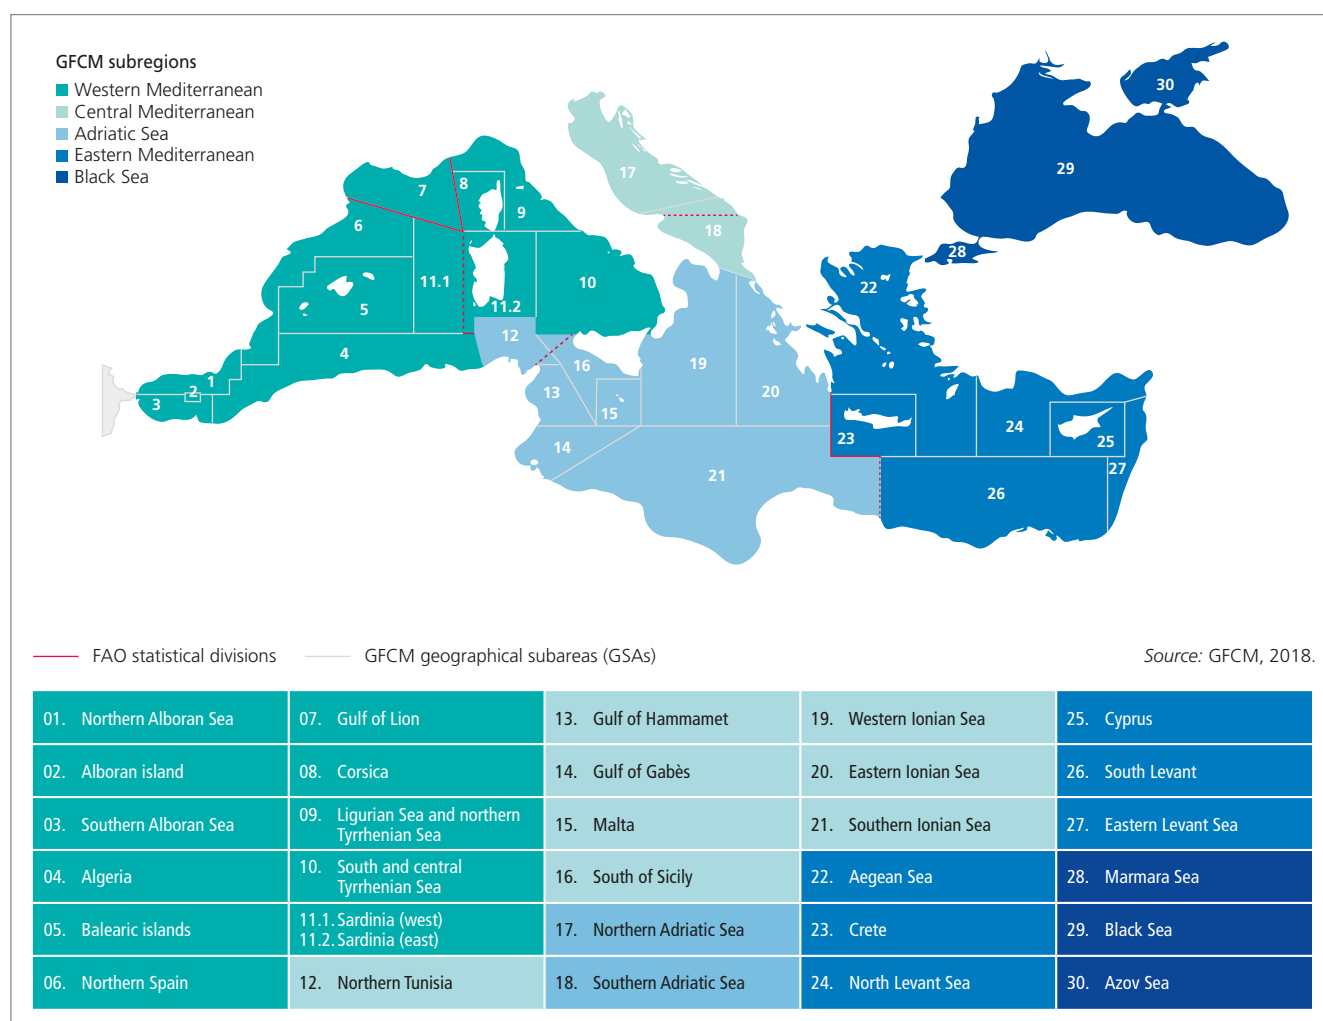 GFCM subregions
Western Mediterranean
Central Mediterranean
Adriatic Sea
Eastern Mediterranean
Black Sea
30
29
17
7
8
9
6
18
28
22
11.1
10
5
11.2
12
4
16
19
20
1
2
3
13
15
14
21
23
24
25
27
26
FAO statistical divisions
GFCM geographical subareas (GSAs)
Source: GFCM, 2018.
01. Northern Alboran Sea
02. Alboran island
03. Southern Alboran Sea
04. Algeria
05. Balearic islands
06. Northern Spain
07. Gulf of Lion
08. Corsica
09. Ligurian Sea and northern
Tyrrhenian Sea
10. South and central
Tyrrhenian Sea
11.1. Sardinia (west)
11.2. Sardinia (east)
12. Northern Tunisia
13. Gulf of Hammamet
14. Gulf of Gabès
15. Malta
16. South of Sicily
17. Northern Adriatic Sea
18. Southern Adriatic Sea
19. Western Ionian Sea
20. Eastern Ionian Sea
21. Southern Ionian Sea
22. Aegean Sea
23. Crete
24. North Levant Sea
25. Cyprus
26. South Levant
27. Eastern Levant Sea
28. Marmara Sea
29. Black Sea
30. Azov Sea